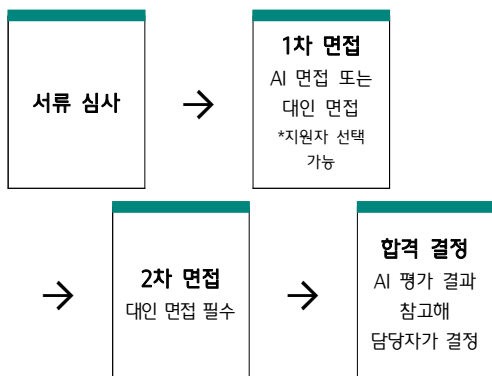 서류 심사
→
1차 면접
AI 면접 또는
대인 면접
*지원자 선택
가능
→
2차 면접
대인 면접 필수
→
합격 결정
AI 평가 결과
참고해
담당자가 결정